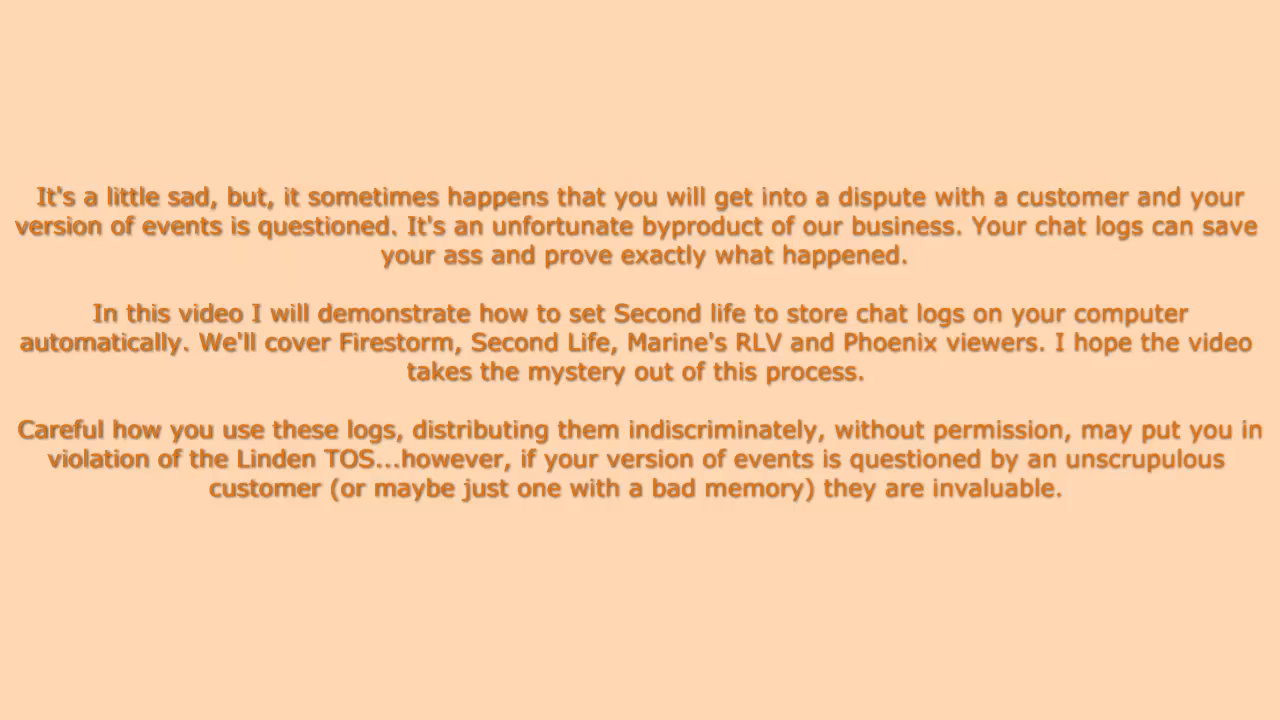 It's a little sad, but, it sometimes happens that you will get into a dispute with a customer and your
version of events is questioned. It's an unfortunate byproduct of our business. Your chat logs can save
your ass and prove exactly what happened.
In this video I will demonstrate how to set Second life to store chat logs on your computer
automatically. We'll cover Firestorm, Second Life, Marine's RLV and Phoenix viewers. I hope the video
takes the mystery out of this process.
Careful how you use these logs, distributing them indiscriminately, without permission, may put you in
violation of the Linden TOS...however, if your version of events is questioned by an unscrupulous
customer (or maybe just one with a bad memory) they are invaluable.